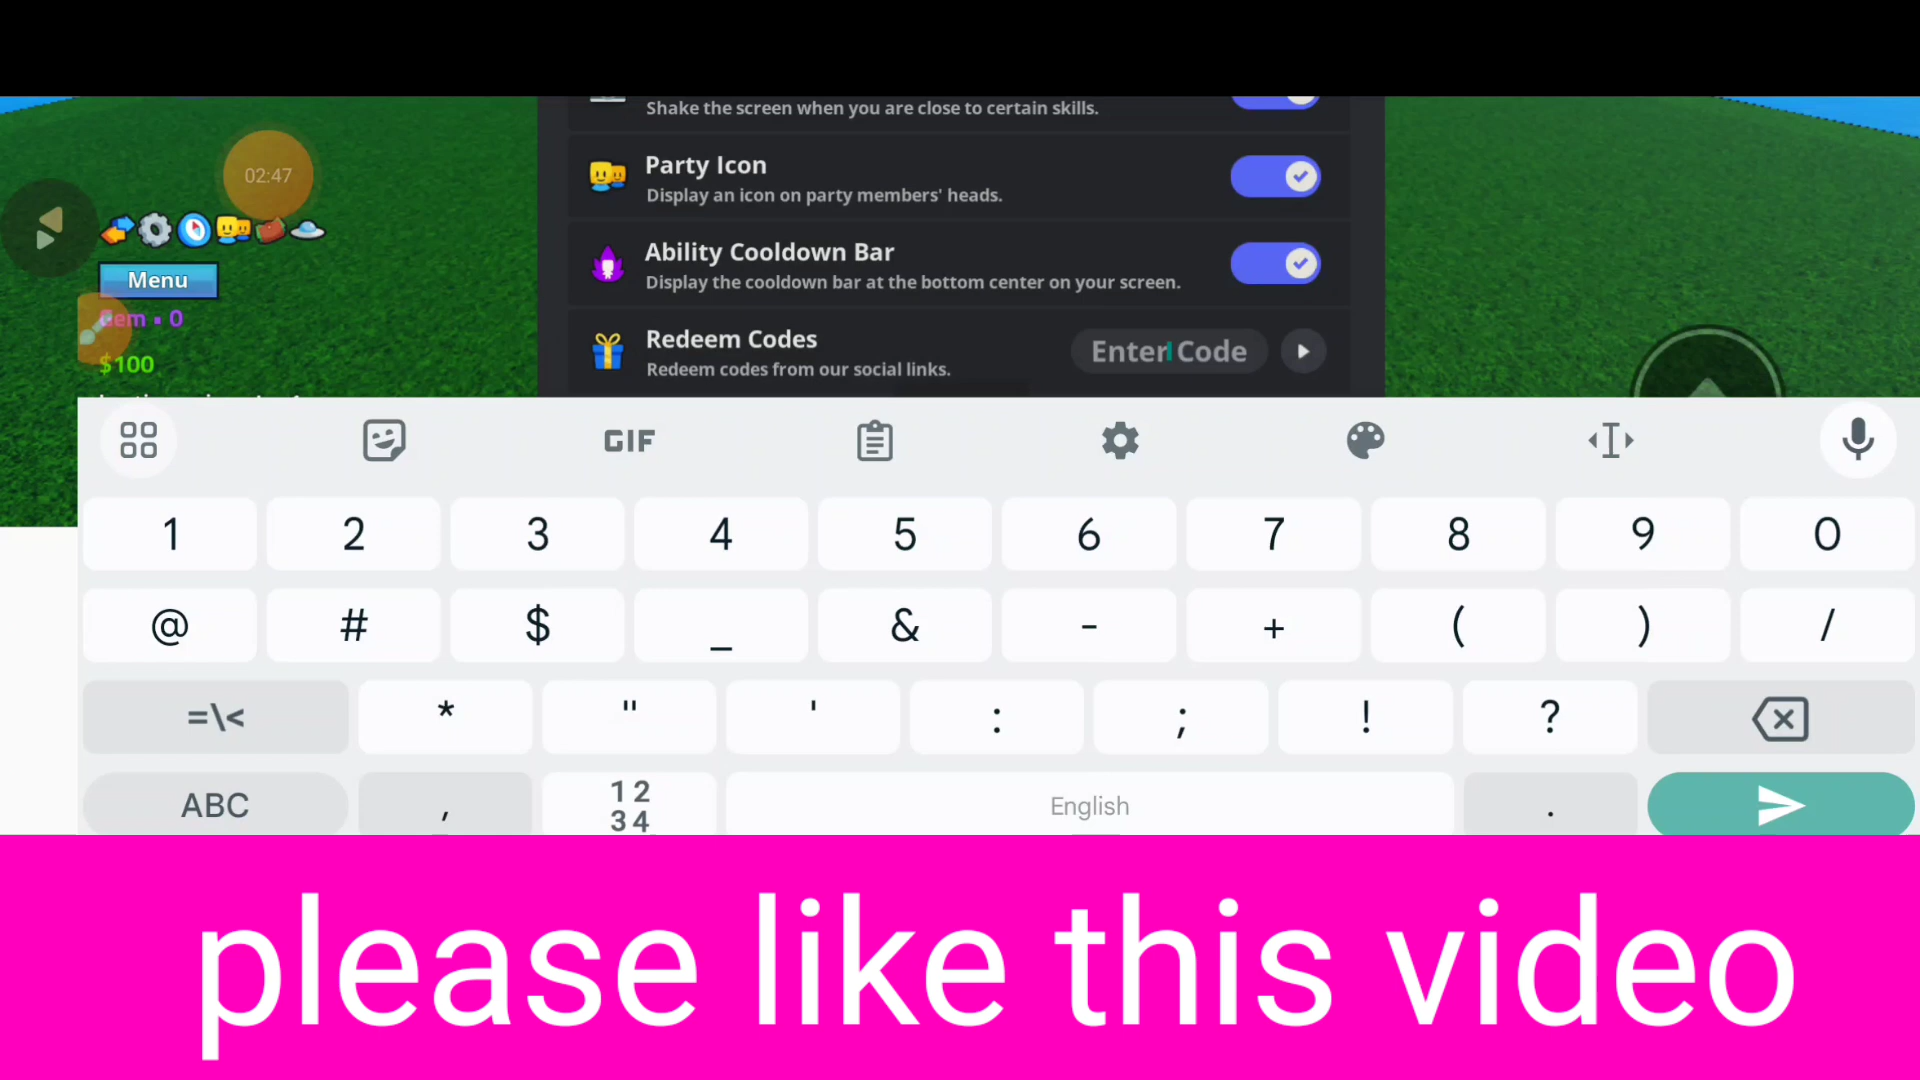 Shake the screen when you are close to certain skills.
02:47
Party Icon
Display an icon on party members' heads.
Menu
Ability Cooldown Bar
Display the cooldown bar at the bottom center on your screen.
Gem • 0
$100
Redeem Codes
Redeem codes from our social links.
Enter Code
GIF
1 2 3 4 5 6 7 8 9 0
@ # $ _ & - + ( ) /
=\< * " ' : ; ! ?
ABC , 12 34 English .
please like this video